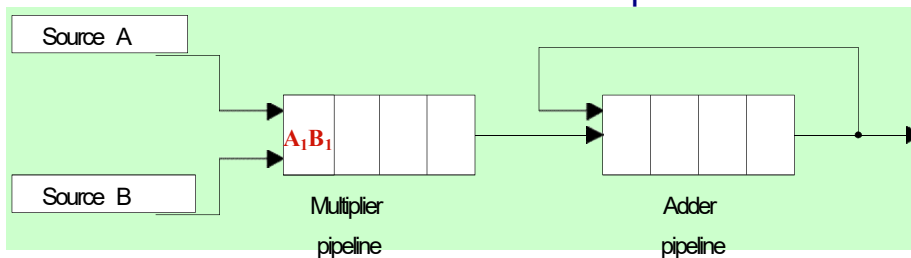 Source A
A₁B₁
Source B
Multiplier
pipeline
Adder
pipeline